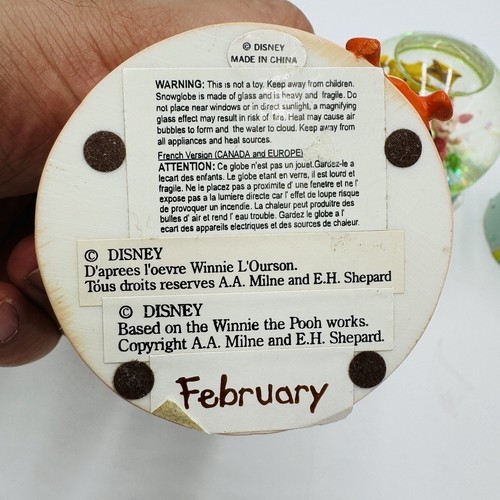 © DISNEY
MADE IN CHINA
WARNING: This is not a toy. Keep away from children.
Snowglobe is made of glass and is heavy and fragile. Do
not place near windows or in direct sunlight, a magnifying
glass effect may result in risk of fire. Heat may cause air
bubbles to form and the water to cloud. Keep away from
all appliances and heat sources.
French Version (CANADA and EUROPE)
ATTENTION: Ce globe n'est pas un jouet.Gardez-le a
lecart des enfants. Le globe etant en verre, il est lourd et
fragile. Ne le placez pas a proximite d' une fenetre et ne l'
expose pas a la lumiere directe car l' effet de loupe risque
de provoquer un incendie. La chaleur peut produitre des
bulles d' air et rend l' eau trouble. Gardez le globe a l'
ecart des appareils electriques et des sources de chaleur.
© DISNEY
D'aprees l'oevre Winnie L'Ourson.
Tous droits reserves A.A. Milne and E.H. Shepard
© DISNEY
Based on the Winnie the Pooh works.
Copyright A.A. Milne and E.H. Shepard.
February